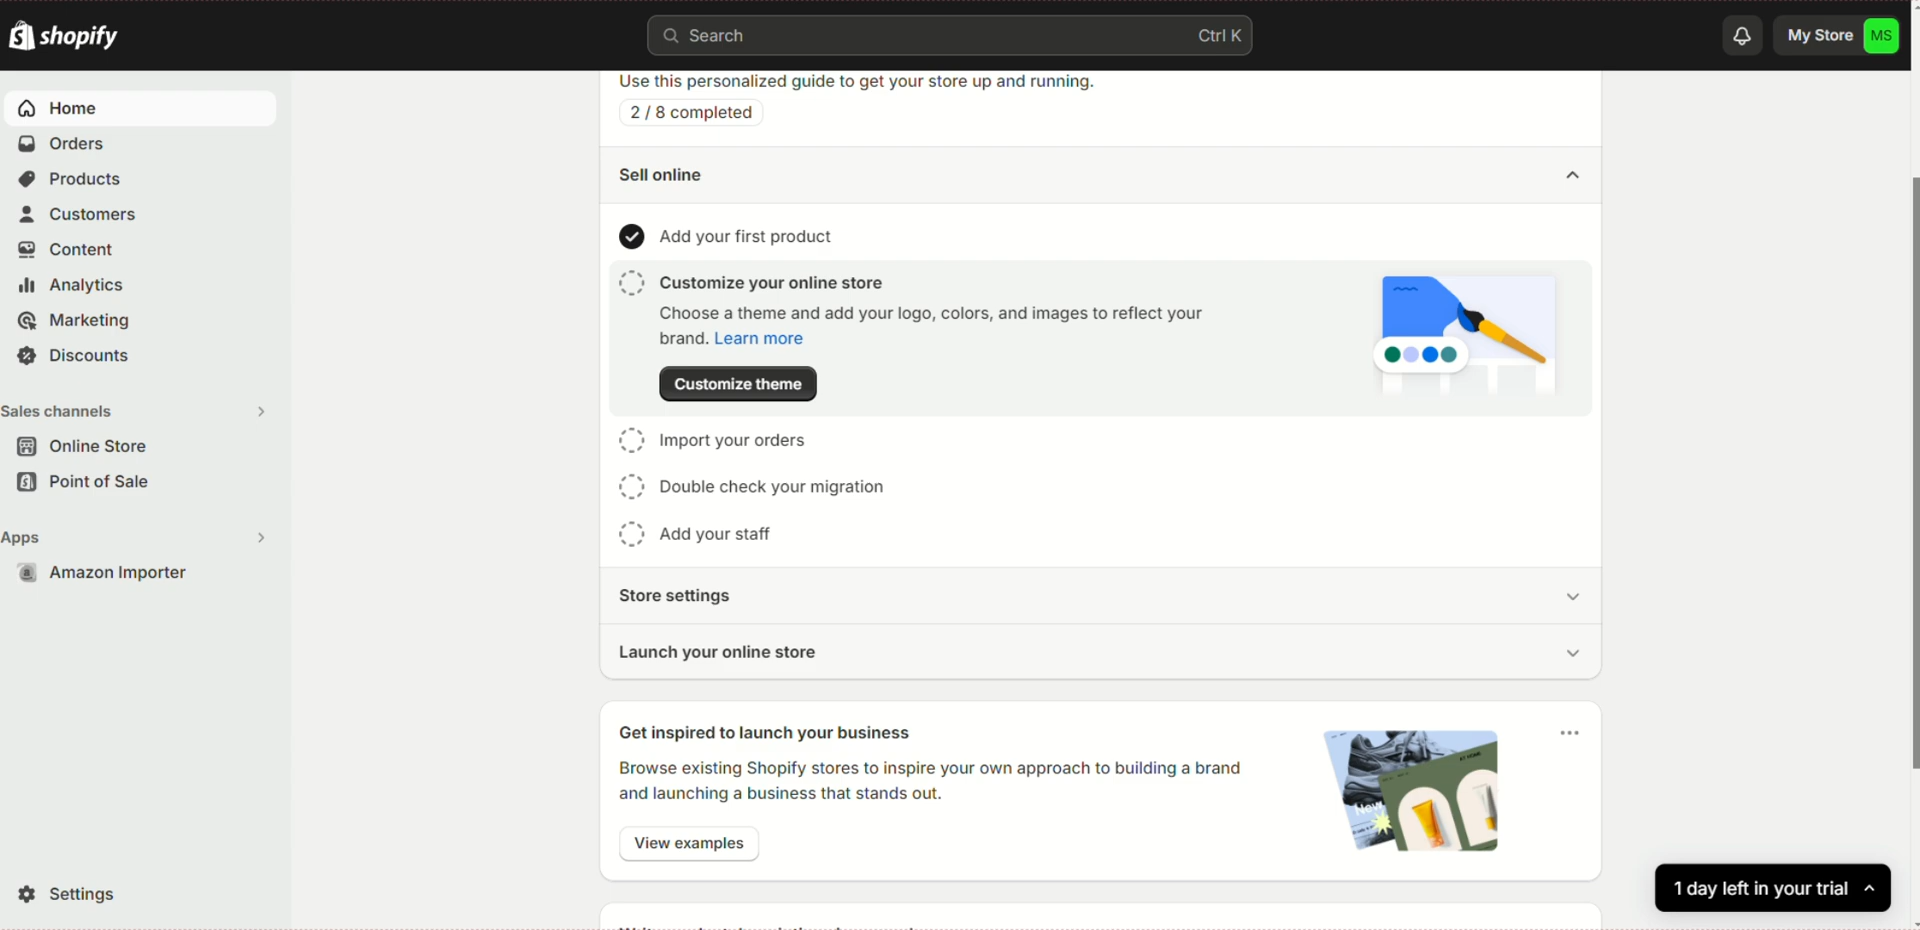 shopify
Search
Ctrl K
My Store
MS
Home
Orders
Products
Customers
Content
Analytics
Marketing
Discounts
Sales channels
Online Store
Point of Sale
Apps
Amazon Importer
Settings
Use this personalized guide to get your store up and running.
2 / 8 completed
Sell online
Add your first product
Customize your online store
Choose a theme and add your logo, colors, and images to reflect your
brand. Learn more
Customize theme
Import your orders
Double check your migration
Add your staff
Store settings
Launch your online store
Get inspired to launch your business
Browse existing Shopify stores to inspire your own approach to building a brand
and launching a business that stands out.
View examples
New
1 day left in your trial